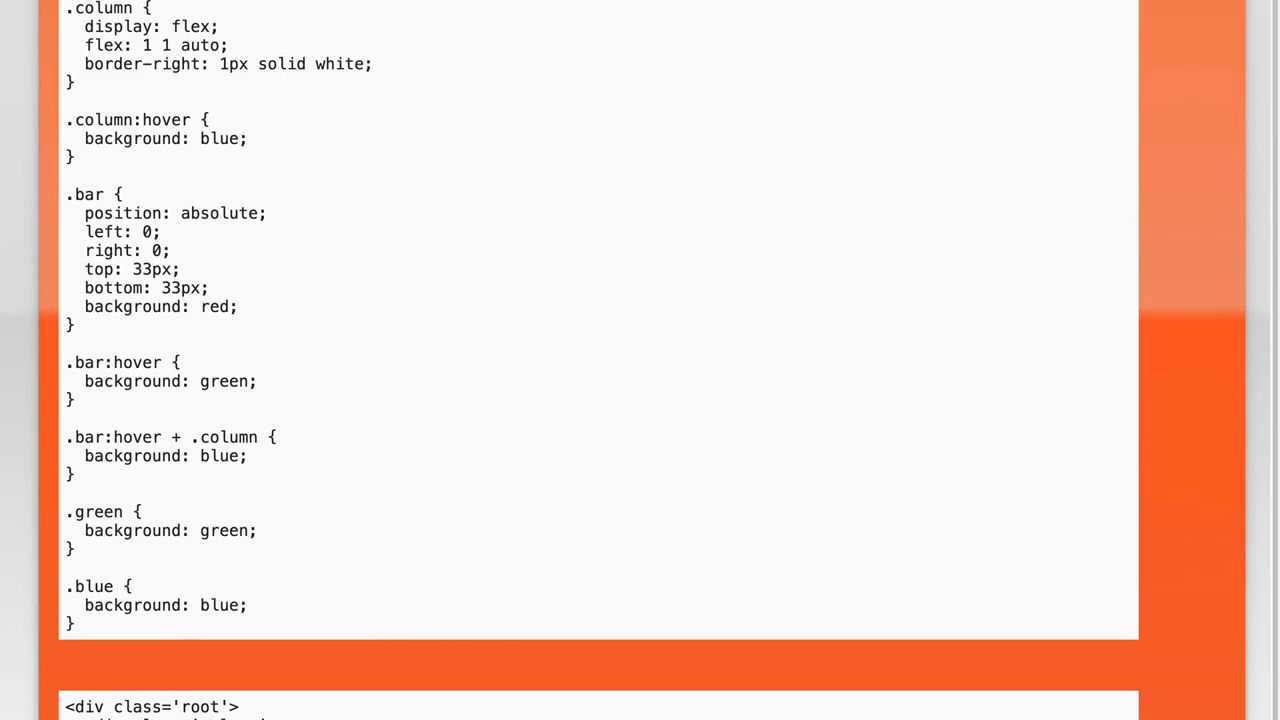 .column {
  display: flex;
  flex: 1 1 auto;
  border-right: 1px solid white;
}

.column:hover {
  background: blue;
}

.bar {
  position: absolute;
  left: 0;
  right: 0;
  top: 33px;
  bottom: 33px;
  background: red;
}

.bar:hover {
  background: green;
}

.bar:hover + .column {
  background: blue;
}

.green {
  background: green;
}

.blue {
  background: blue;
}

<div class='root'>